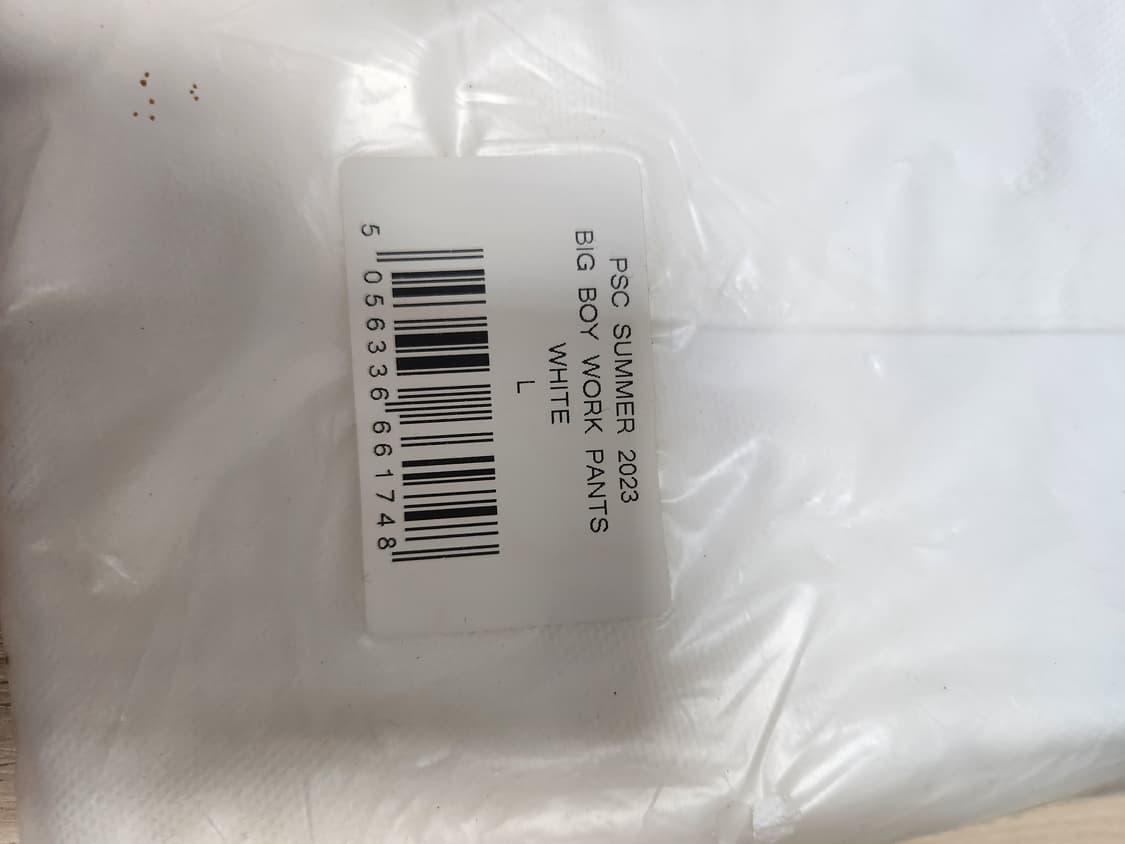 PSC SUMMER 2023
BIG BOY WORK PANTS
WHITE
L
5 056336 661748